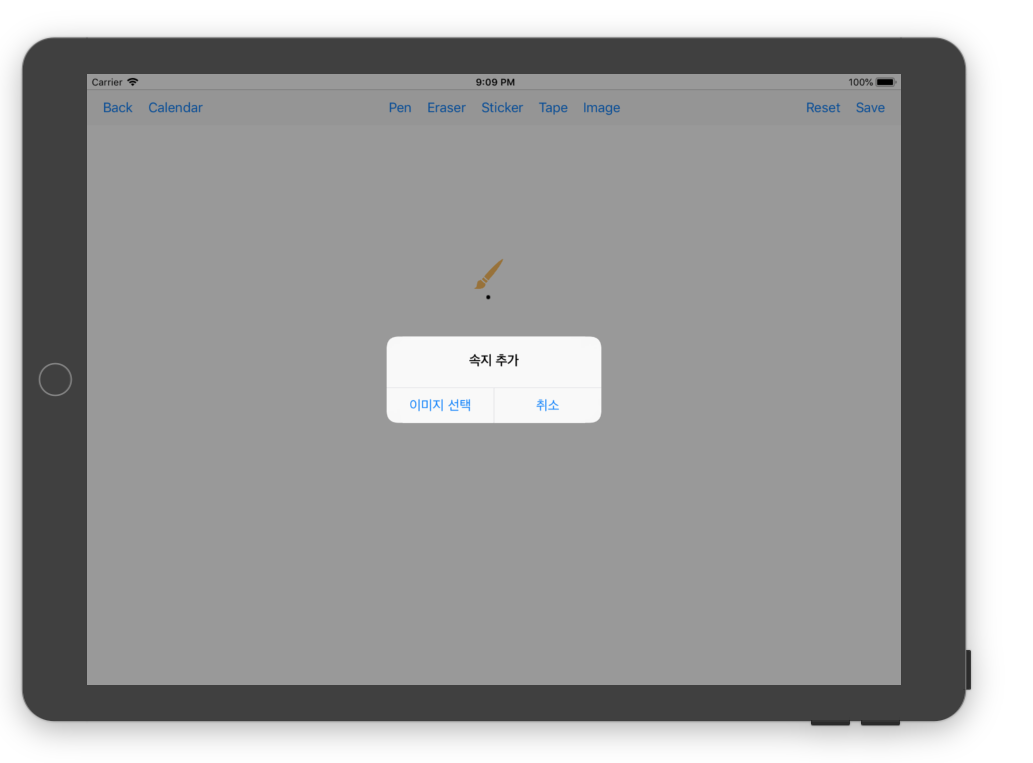 Carrier 9:09 PM 100%
Back Calendar Pen Eraser Sticker Tape Image Reset Save
속지 추가
이미지 선택 취소